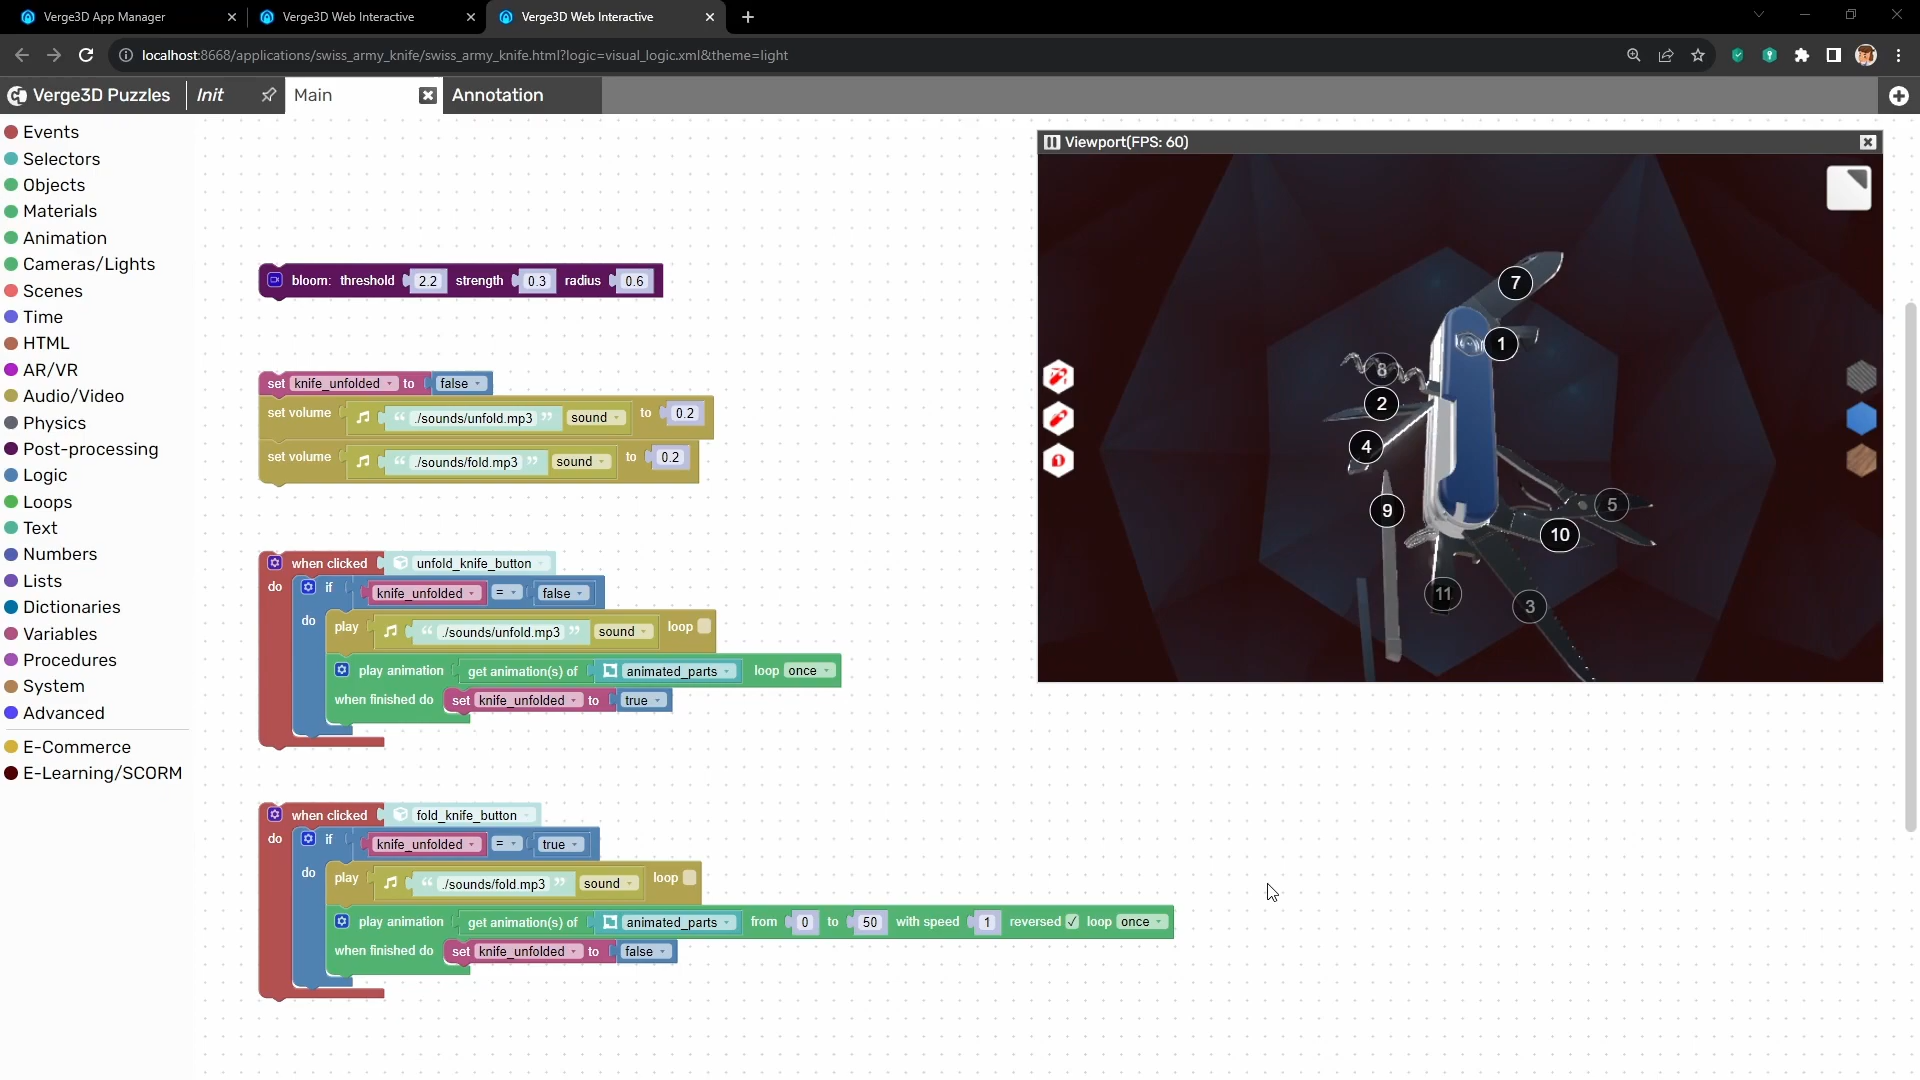 Verge3D App Manager
Verge3D Web Interactive
Verge3D Web Interactive
localhost:8668/applications/swiss_army_knife/swiss_army_knife.html?logic=visual_logic.xml&theme=light
Verge3D Puzzles
Init
Main
Annotation
Events
Selectors
Objects
Materials
Animation
Cameras/Lights
Scenes
Time
HTML
AR/VR
Audio/Video
Physics
Post-processing
Logic
Loops
Text
Numbers
Lists
Dictionaries
Variables
Procedures
System
Advanced
E-Commerce
E-Learning/SCORM
bloom: threshold 2.2 strength 0.3 radius 0.6
set knife_unfolded to false
set volume “ ./sounds/unfold.mp3 ” sound to 0.2
set volume “ ./sounds/fold.mp3 ” sound to 0.2
when clicked unfold_knife_button
do if knife_unfolded = false
do play “ ./sounds/unfold.mp3 ” sound loop
play animation get animation(s) of animated_parts loop once
when finished do set knife_unfolded to true
when clicked fold_knife_button
do if knife_unfolded = true
do play “ ./sounds/fold.mp3 ” sound loop
play animation get animation(s) of animated_parts from 0 to 50 with speed 1 reversed ✓ loop once
when finished do set knife_unfolded to false
Viewport(FPS: 60)
7
1
8
2
4
9
5
10
11
3